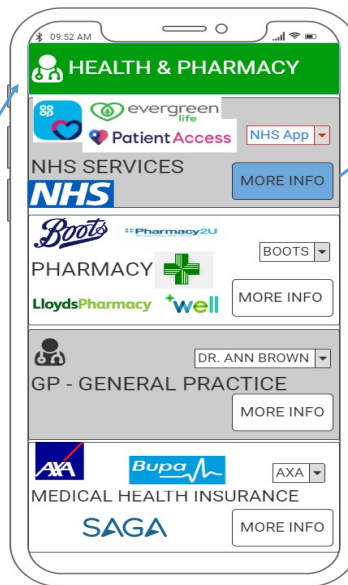 09:52 AM
HEALTH & PHARMACY
co
op
evergreen
life
Patient Access
NHS App
NHS SERVICES
MORE INFO
NHS
Boots
Pharmacy2U
BOOTS
PHARMACY
LloydsPharmacy
well
MORE INFO
DR. ANN BROWN
GP - GENERAL PRACTICE
MORE INFO
AXA
Bupa
AXA
MEDICAL HEALTH INSURANCE
SAGA
MORE INFO